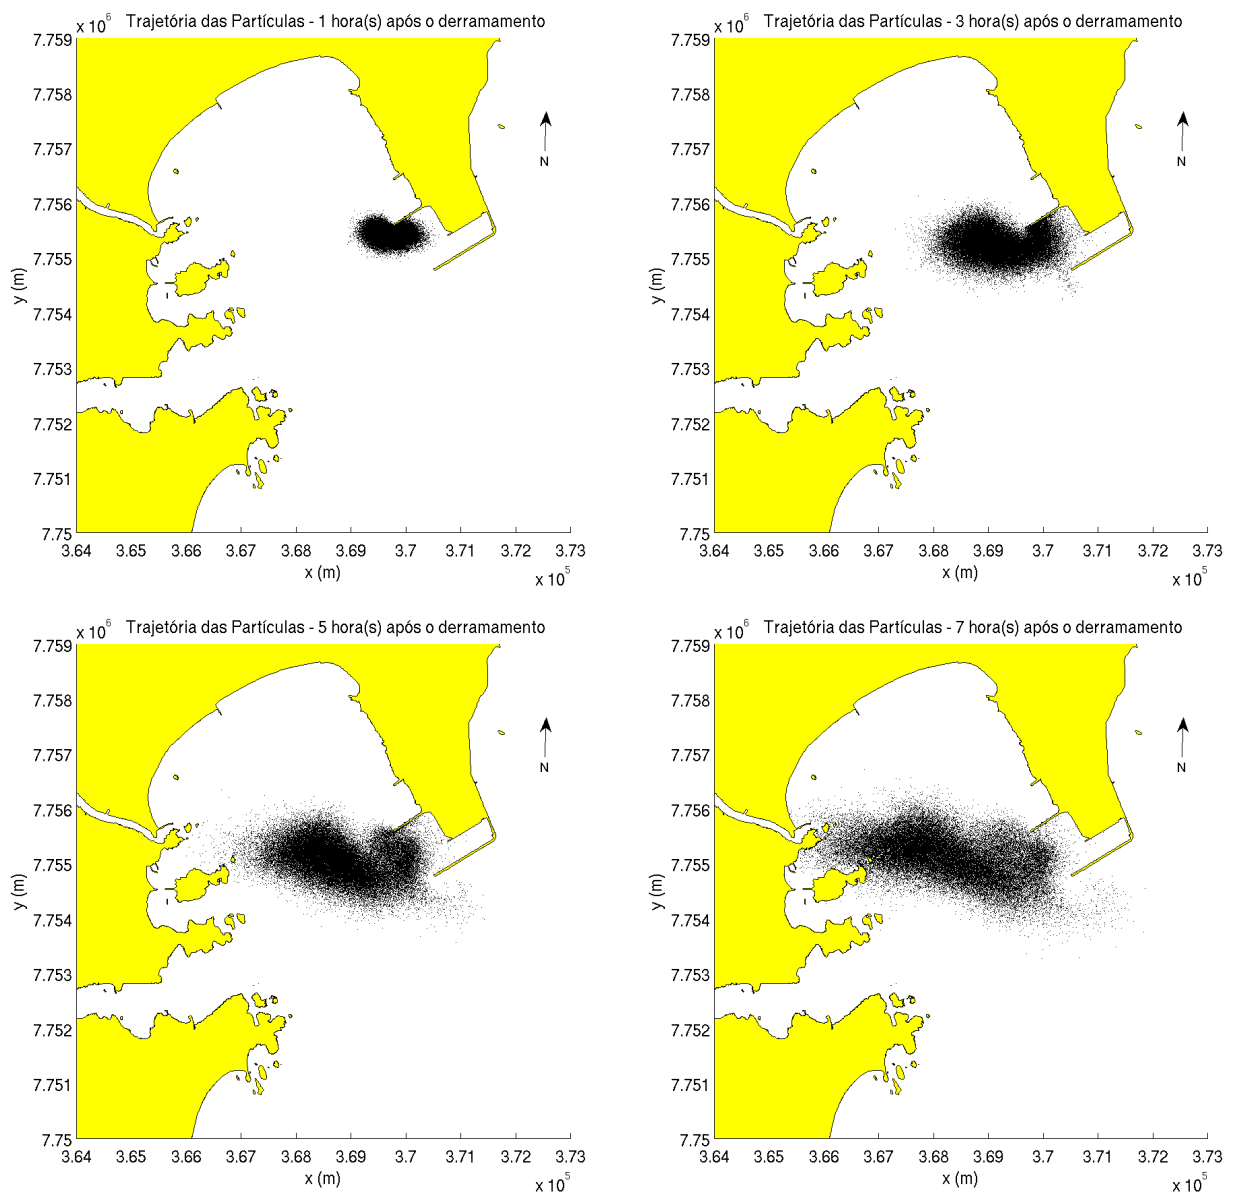 Trajetória das Partículas - 1 hora(s) após o derramamento
x 10^6
7.759
7.758
7.757
7.756
7.755
7.754
7.753
7.752
7.751
7.75
y (m)
N
3.64 3.65 3.66 3.67 3.68 3.69 3.7 3.71 3.72 3.73
x (m)
x 10^5
Trajetória das Partículas - 3 hora(s) após o derramamento
x 10^6
7.759
7.758
7.757
7.756
7.755
7.754
7.753
7.752
7.751
7.75
y (m)
N
3.64 3.65 3.66 3.67 3.68 3.69 3.7 3.71 3.72 3.73
x (m)
x 10^5
Trajetória das Partículas - 5 hora(s) após o derramamento
x 10^6
7.759
7.758
7.757
7.756
7.755
7.754
7.753
7.752
7.751
7.75
y (m)
N
3.64 3.65 3.66 3.67 3.68 3.69 3.7 3.71 3.72 3.73
x (m)
x 10^5
Trajetória das Partículas - 7 hora(s) após o derramamento
x 10^6
7.759
7.758
7.757
7.756
7.755
7.754
7.753
7.752
7.751
7.75
y (m)
N
3.64 3.65 3.66 3.67 3.68 3.69 3.7 3.71 3.72 3.73
x (m)
x 10^5